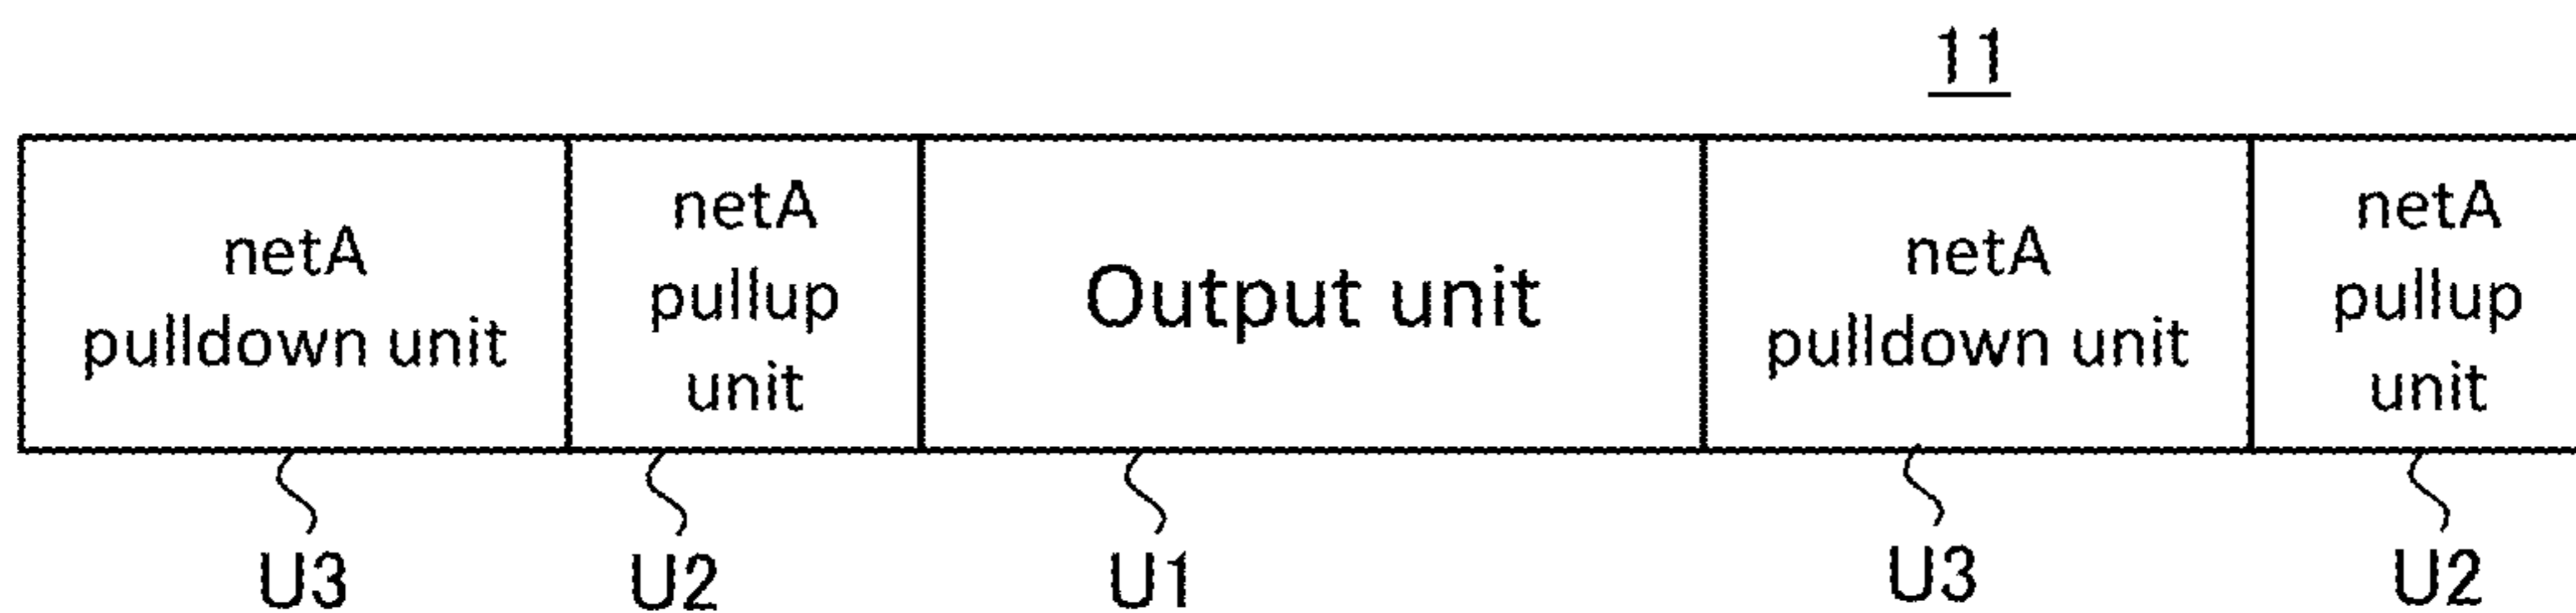 11
netA
pulldown unit
netA
pullup
unit
Output unit
netA
pulldown unit
netA
pullup
unit
U3
U2
U1
U3
U2